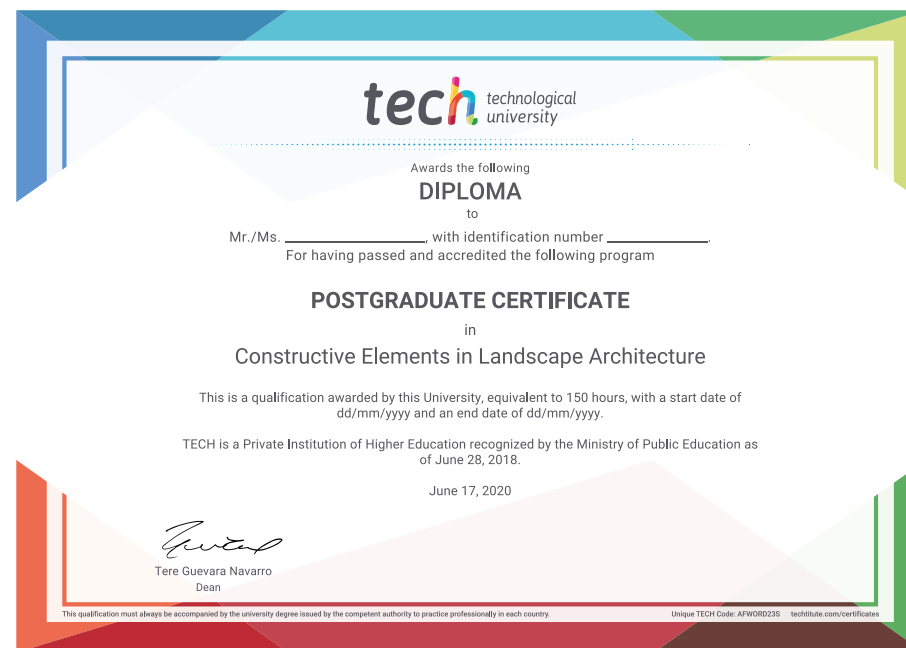 tech technological
university
Awards the following
DIPLOMA
to
Mr./Ms. ____________________, with identification number ______________.
For having passed and accredited the following program
POSTGRADUATE CERTIFICATE
in
Constructive Elements in Landscape Architecture
This is a qualification awarded by this University, equivalent to 150 hours, with a start date of
dd/mm/yyyy and an end date of dd/mm/yyyy.
TECH is a Private Institution of Higher Education recognized by the Ministry of Public Education as
of June 28, 2018.
June 17, 2020
Tere Guevara Navarro
Dean
This qualification must always be accompanied by the university degree issued by the competent authority to practice professionally in each country. Unique TECH Code: AFWORD23S techtitute.com/certificates